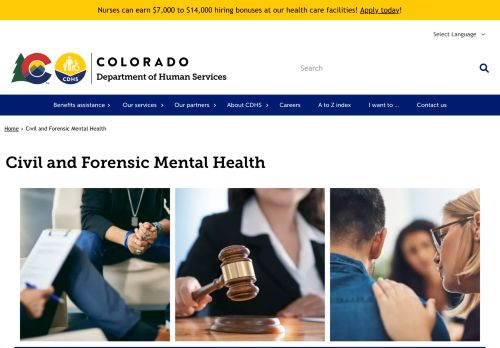 Nurses can earn $7,000 to $14,000 hiring bonuses at our health care facilities! Apply today!
Select Language
COLORADO
Department of Human Services
CDHS
Search
Benefits assistance › Our services › Our partners › About CDHS › Careers A to Z index I want to ... Contact us
Home › Civil and Forensic Mental Health
Civil and Forensic Mental Health